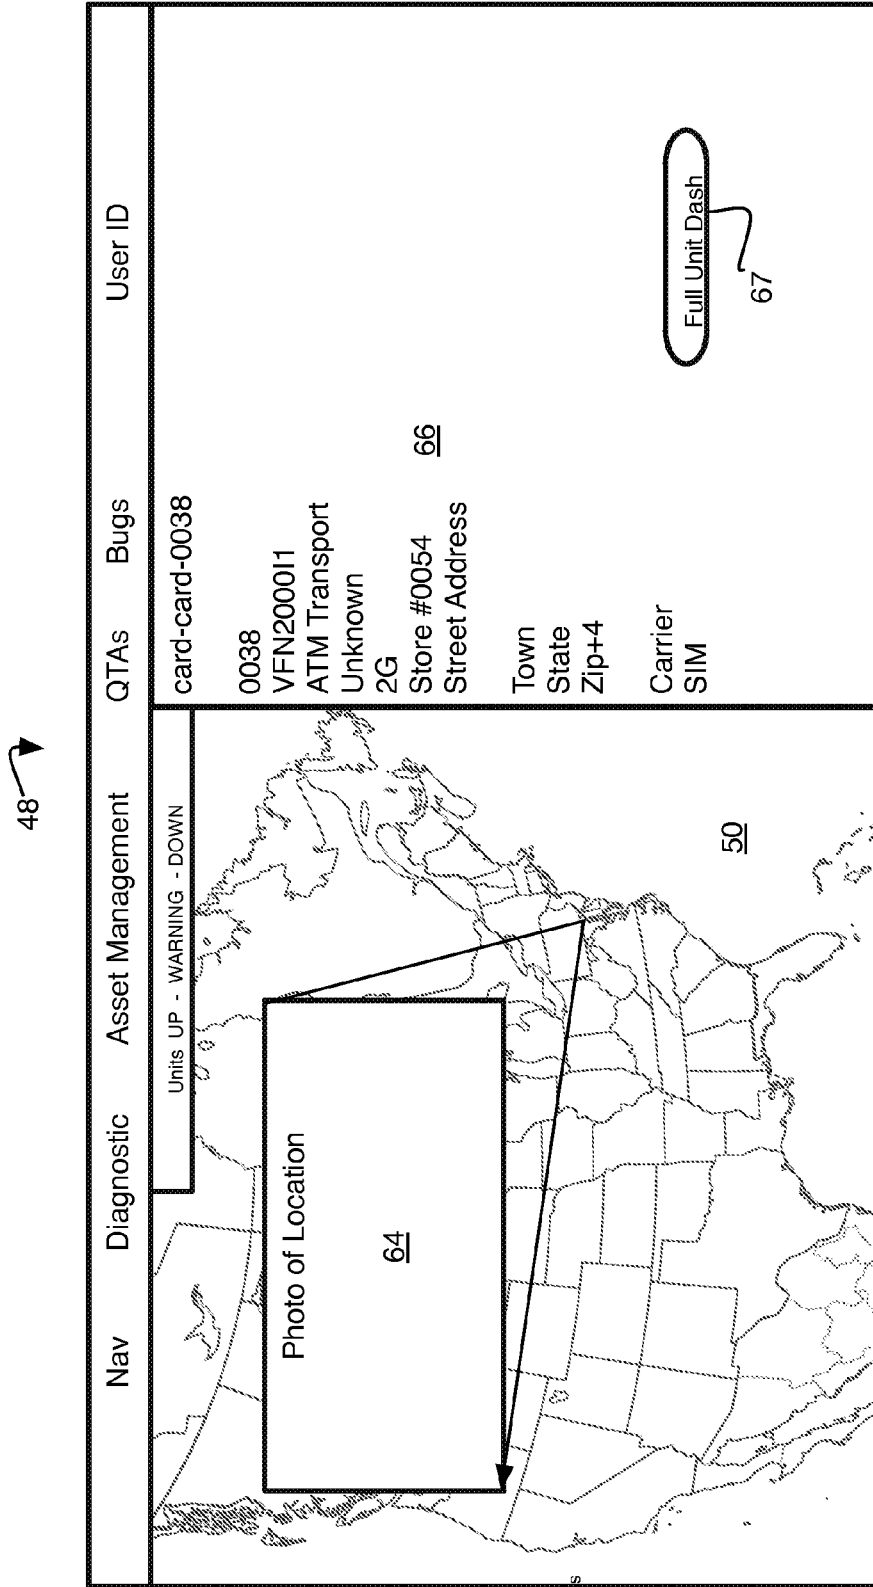 48
Nav Diagnostic Asset Management QTAs Bugs User ID
Units UP - WARNING - DOWN
Photo of Location
64
50
card-card-0038
0038
VFN2000I1
ATM Transport
Unknown
2G
Store #0054
Street Address
66
Town
State
Zip+4
Carrier
SIM
Full Unit Dash
67
s